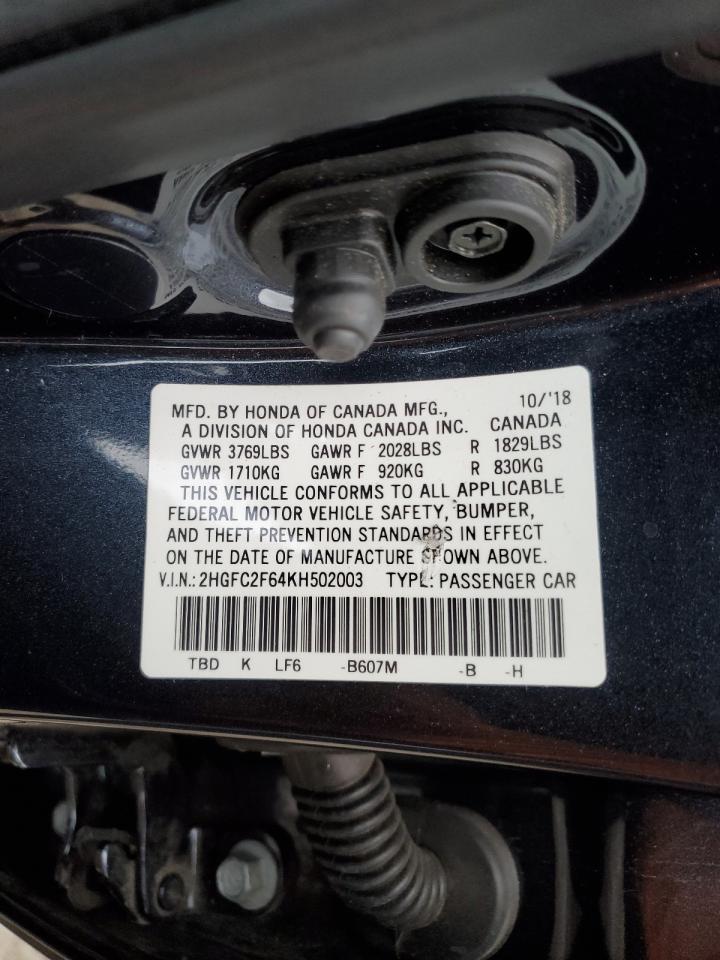 MFD. BY HONDA OF CANADA MFG., 10/'18
A DIVISION OF HONDA CANADA INC. CANADA
GVWR 3769LBS GAWR F 2028LBS R 1829LBS
GVWR 1710KG GAWR F 920KG R 830KG
THIS VEHICLE CONFORMS TO ALL APPLICABLE
FEDERAL MOTOR VEHICLE SAFETY, BUMPER,
AND THEFT PREVENTION STANDARDS IN EFFECT
ON THE DATE OF MANUFACTURE OWN ABOVE.
V.I.N.: 2HGFC2F64KH502003 TYPE: PASSENGER CAR
TBD K LF6 -B607M -B -H